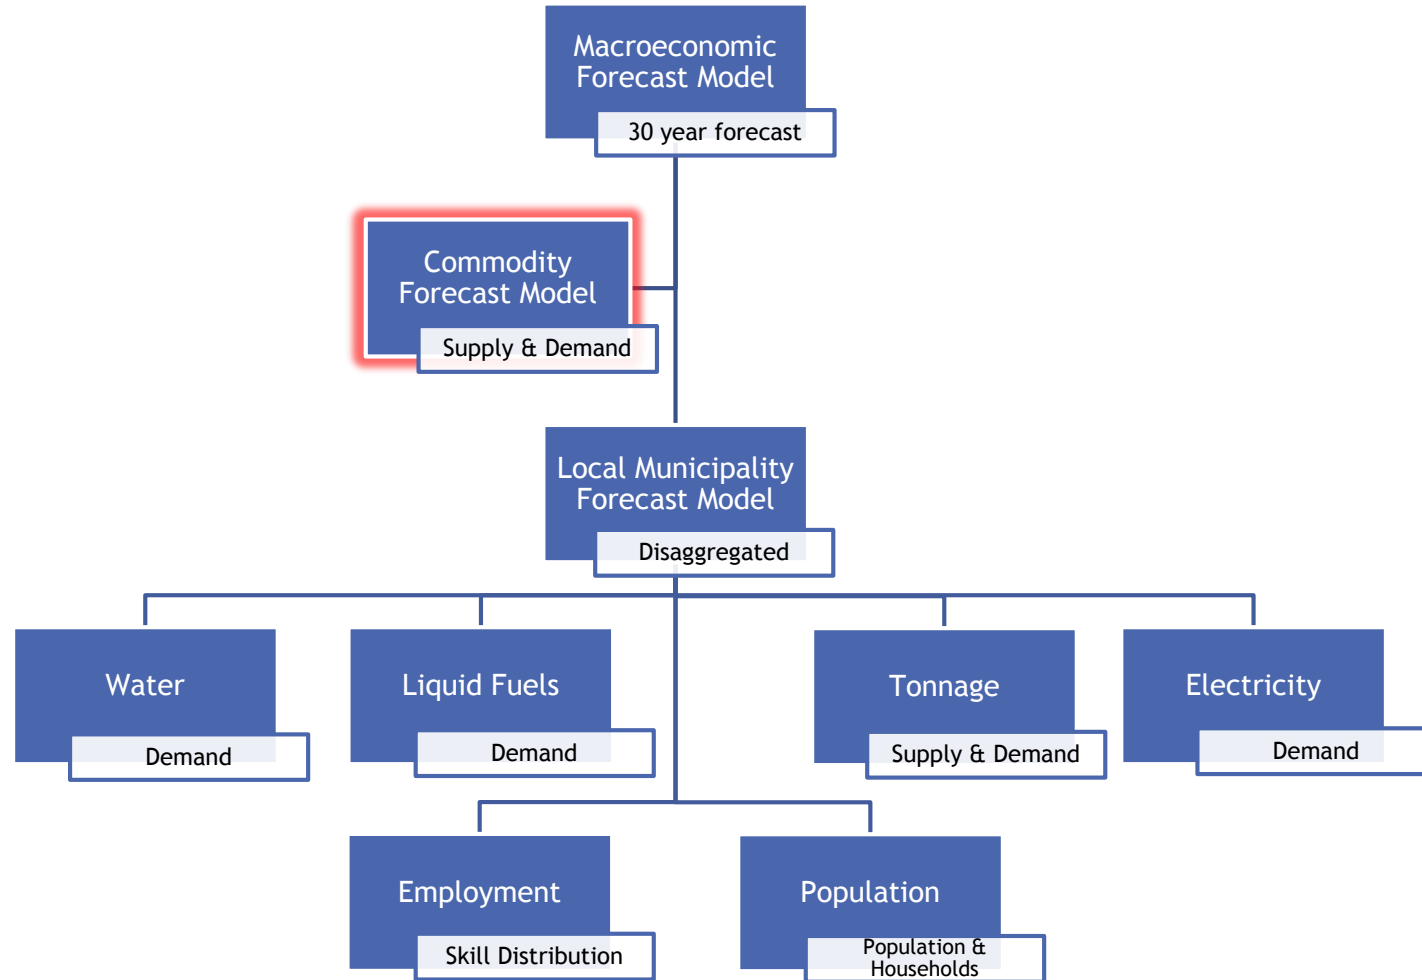 Macroeconomic
Forecast Model
30 year forecast
Commodity
Forecast Model
Supply & Demand
Local Municipality
Forecast Model
Disaggregated
Water
Demand
Liquid Fuels
Demand
Tonnage
Supply & Demand
Electricity
Demand
Employment
Skill Distribution
Population
Population &
Households